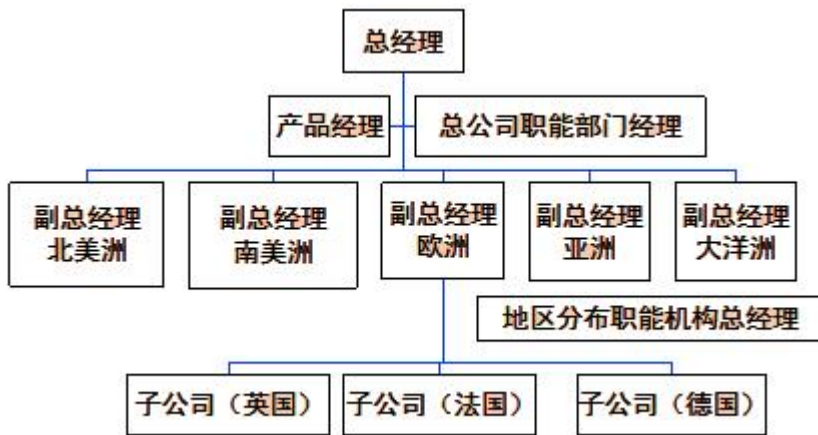 总经理
产品经理
总公司职能部门经理
副总经理
北美洲
副总经理
南美洲
副总经理
欧洲
副总经理
亚洲
副总经理
大洋洲
地区分布职能机构总经理
子公司（英国）
子公司（法国）
子公司（德国）